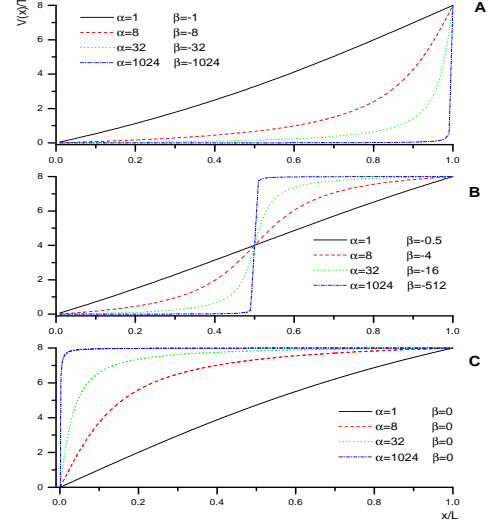 V(x)/T
8
A
α=1 β=-1
α=8 β=-8
α=32 β=-32
α=1024 β=-1024
6
4
2
0
0.0 0.2 0.4 0.6 0.8 1.0
8
B
6
4
α=1 β=-0.5
α=8 β=-4
α=32 β=-16
α=1024 β=-512
2
0
0.0 0.2 0.4 0.6 0.8 1.0
8
C
6
4
α=1 β=0
α=8 β=0
α=32 β=0
α=1024 β=0
2
0
0.0 0.2 0.4 0.6 0.8 1.0
x/L